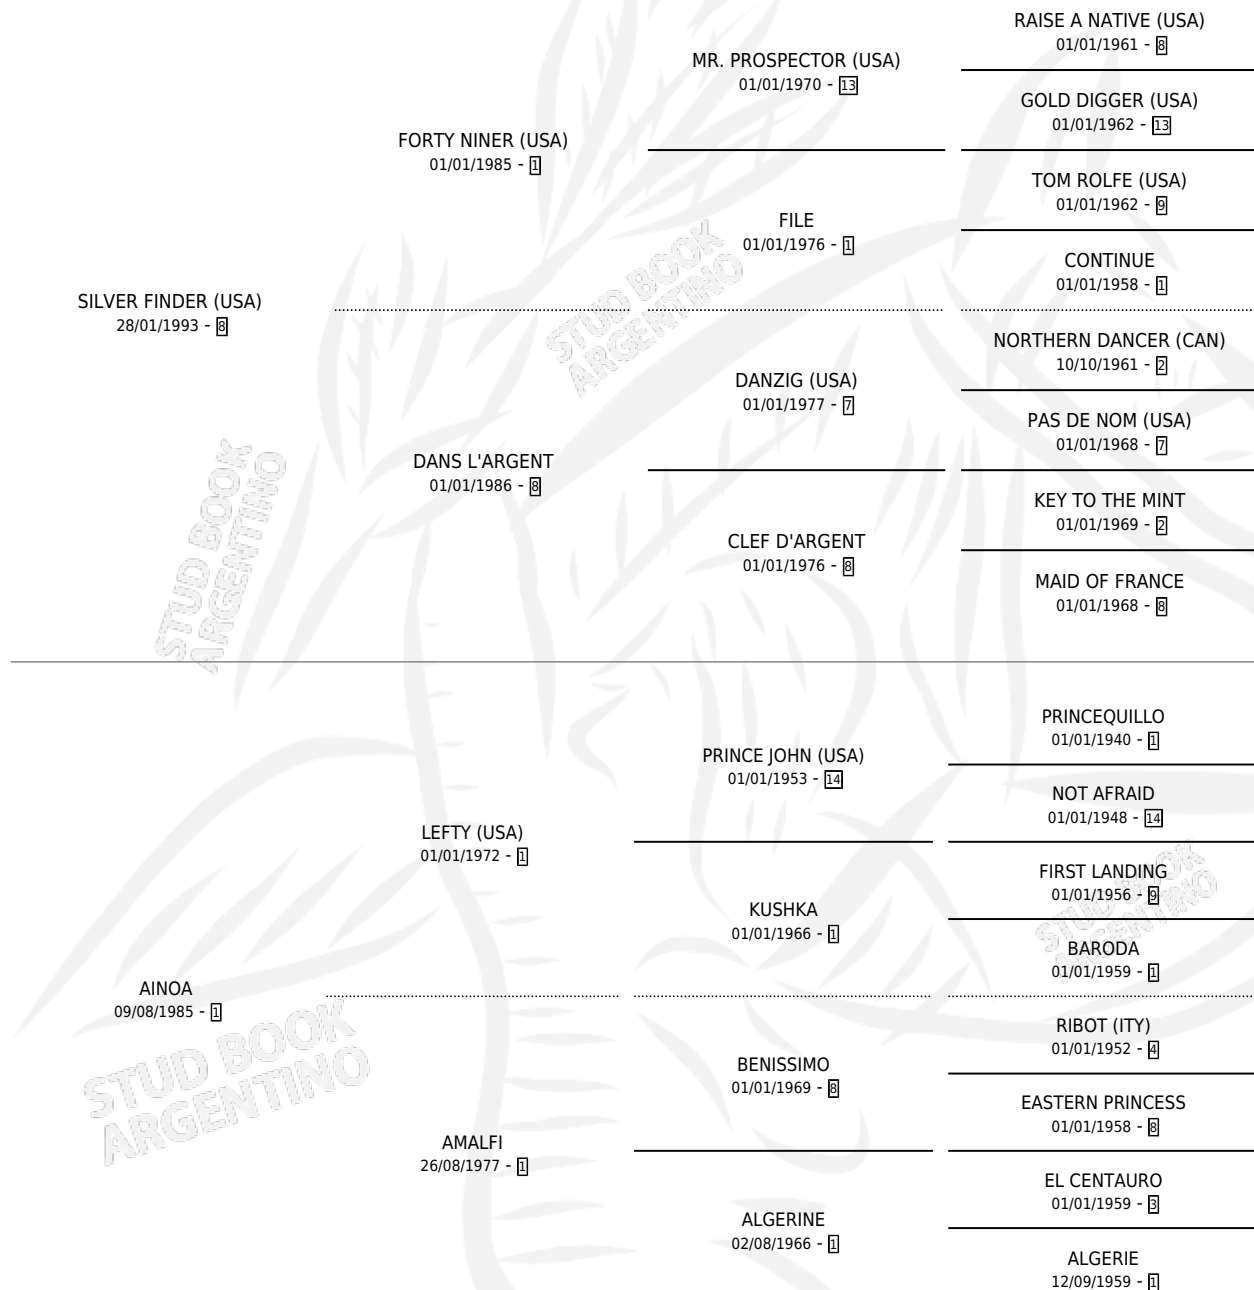 RAISE A NATIVE (USA)
01/01/1961 - 8
MR. PROSPECTOR (USA)
01/01/1970 - 13
GOLD DIGGER (USA)
01/01/1962 - 13
FORTY NINER (USA)
01/01/1985 - 1
TOM ROLFE (USA)
01/01/1962 - 9
FILE
01/01/1976 - 1
CONTINUE
01/01/1958 - 1
SILVER FINDER (USA)
28/01/1993 - 8
NORTHERN DANCER (CAN)
10/10/1961 - 2
DANZIG (USA)
01/01/1977 - 7
PAS DE NOM (USA)
01/01/1968 - 7
DANS L'ARGENT
01/01/1986 - 8
KEY TO THE MINT
01/01/1969 - 2
CLEF D'ARGENT
01/01/1976 - 8
MAID OF FRANCE
01/01/1968 - 8
STUD BOOK
ARGENTINO
STUD BOOK
ARGENTINO
PRINCEQUILLO
01/01/1940 - 1
PRINCE JOHN (USA)
01/01/1953 - 14
NOT AFRAID
01/01/1948 - 14
LEFTY (USA)
01/01/1972 - 1
FIRST LANDING
01/01/1956 - 9
KUSHKA
01/01/1966 - 1
BARODA
01/01/1959 - 1
STUD BOOK
ARGENTINO
AINOA
09/08/1985 - 1
RIBOT (ITY)
01/01/1952 - 4
BENISSIMO
01/01/1969 - 8
EASTERN PRINCESS
01/01/1958 - 8
STUD BOOK
ARGENTINO
AMALFI
26/08/1977 - 1
EL CENTAURO
01/01/1959 - 3
ALGERINE
02/08/1966 - 1
ALGERIE
12/09/1959 - 1